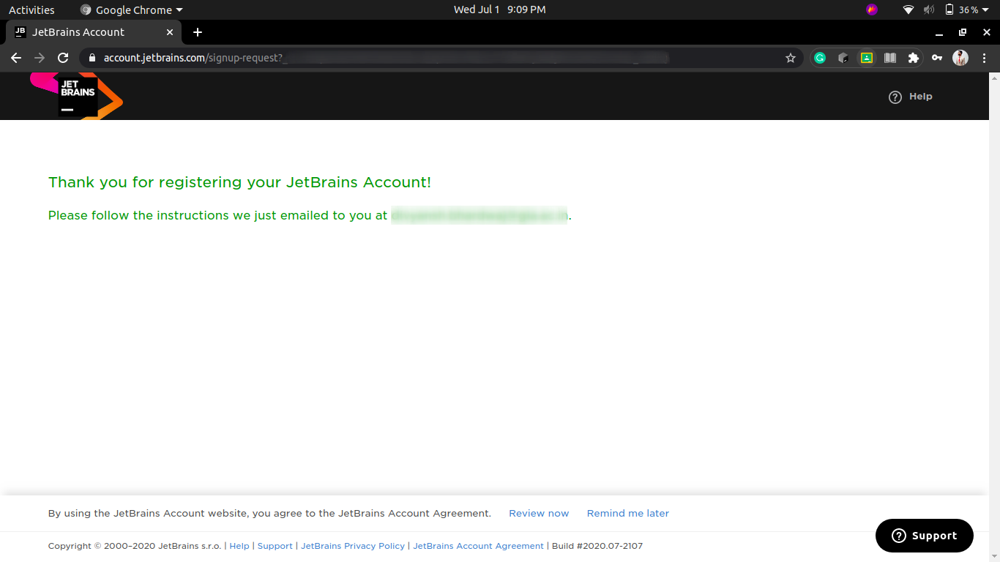 Activities Google Chrome Wed Jul 1 9:09 PM 36 %
JB JetBrains Account
account.jetbrains.com/signup-request?
JET
BRAINS
Help
Thank you for registering your JetBrains Account!
Please follow the instructions we just emailed to you at .
By using the JetBrains Account website, you agree to the JetBrains Account Agreement. Review now Remind me later
Copyright © 2000–2020 JetBrains s.r.o. | Help | Support | JetBrains Privacy Policy | JetBrains Account Agreement | Build #2020.07-2107
Support